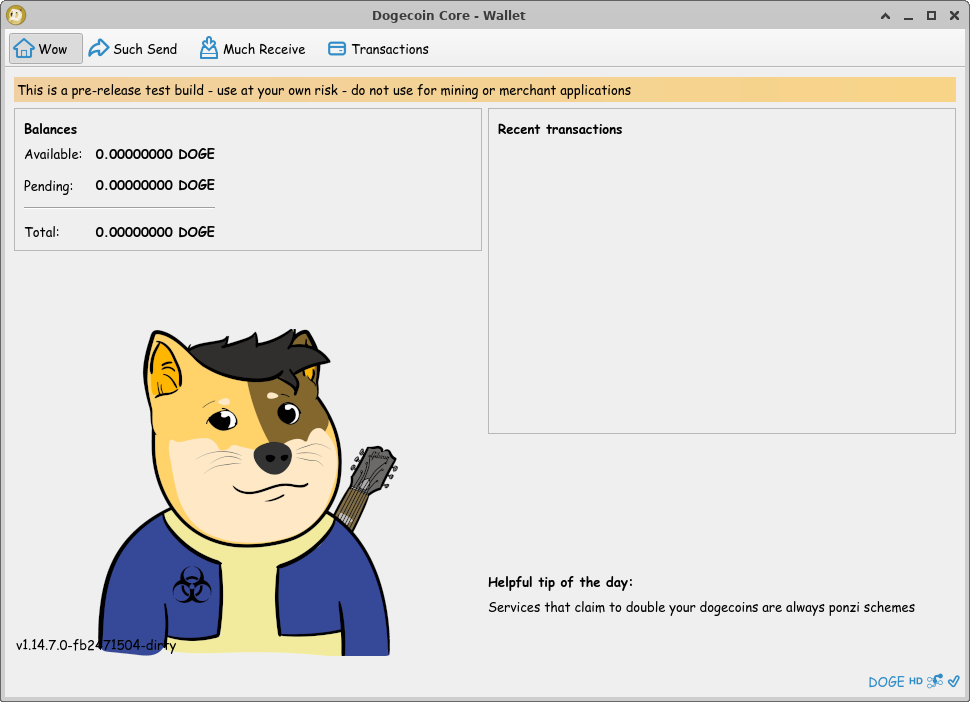 Dogecoin Core - Wallet
Wow
Such Send
Much Receive
Transactions
This is a pre-release test build - use at your own risk - do not use for mining or merchant applications
Balances
Available: 0.00000000 DOGE
Pending: 0.00000000 DOGE
Total: 0.00000000 DOGE
Recent transactions
Helpful tip of the day:
Services that claim to double your dogecoins are always ponzi schemes
v1.14.7.0-fb2471504-dirty
DOGE HD